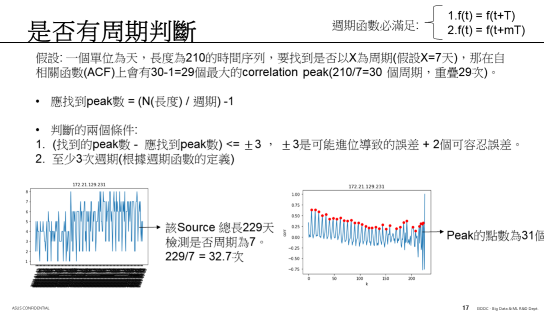 是否有周期判斷
週期函數必滿足:
1.f(t) = f(t+T)
2.f(t) = f(t+mT)
假設: 一個單位為天，長度為210的時間序列，要找到是否以X為周期(假設X=7天)，那在自
相關函數(ACF)上會有30-1=29個最大的correlation peak(210/7=30 個周期，重疊29次)。
• 應找到peak數 = (N(長度) / 週期) -1
• 判斷的兩個條件:
1. (找到的peak數 - 應找到peak數) <= ±3 ， ±3是可能進位導致的誤差 + 2個可容忍誤差。
2. 至少3次週期(根據週期函數的定義)
172.21.129.231
8
7
6
5
4
3
2
1
該Source 總長229天
檢測是否周期為7。
229/7 = 32.7次
172.21.129.231
1.00
0.75
0.50
0.25
0.00
-0.25
-0.50
-0.75
0 50 100 150 200
Peak的點數為31個
ASUS CONFIDENTIAL
17